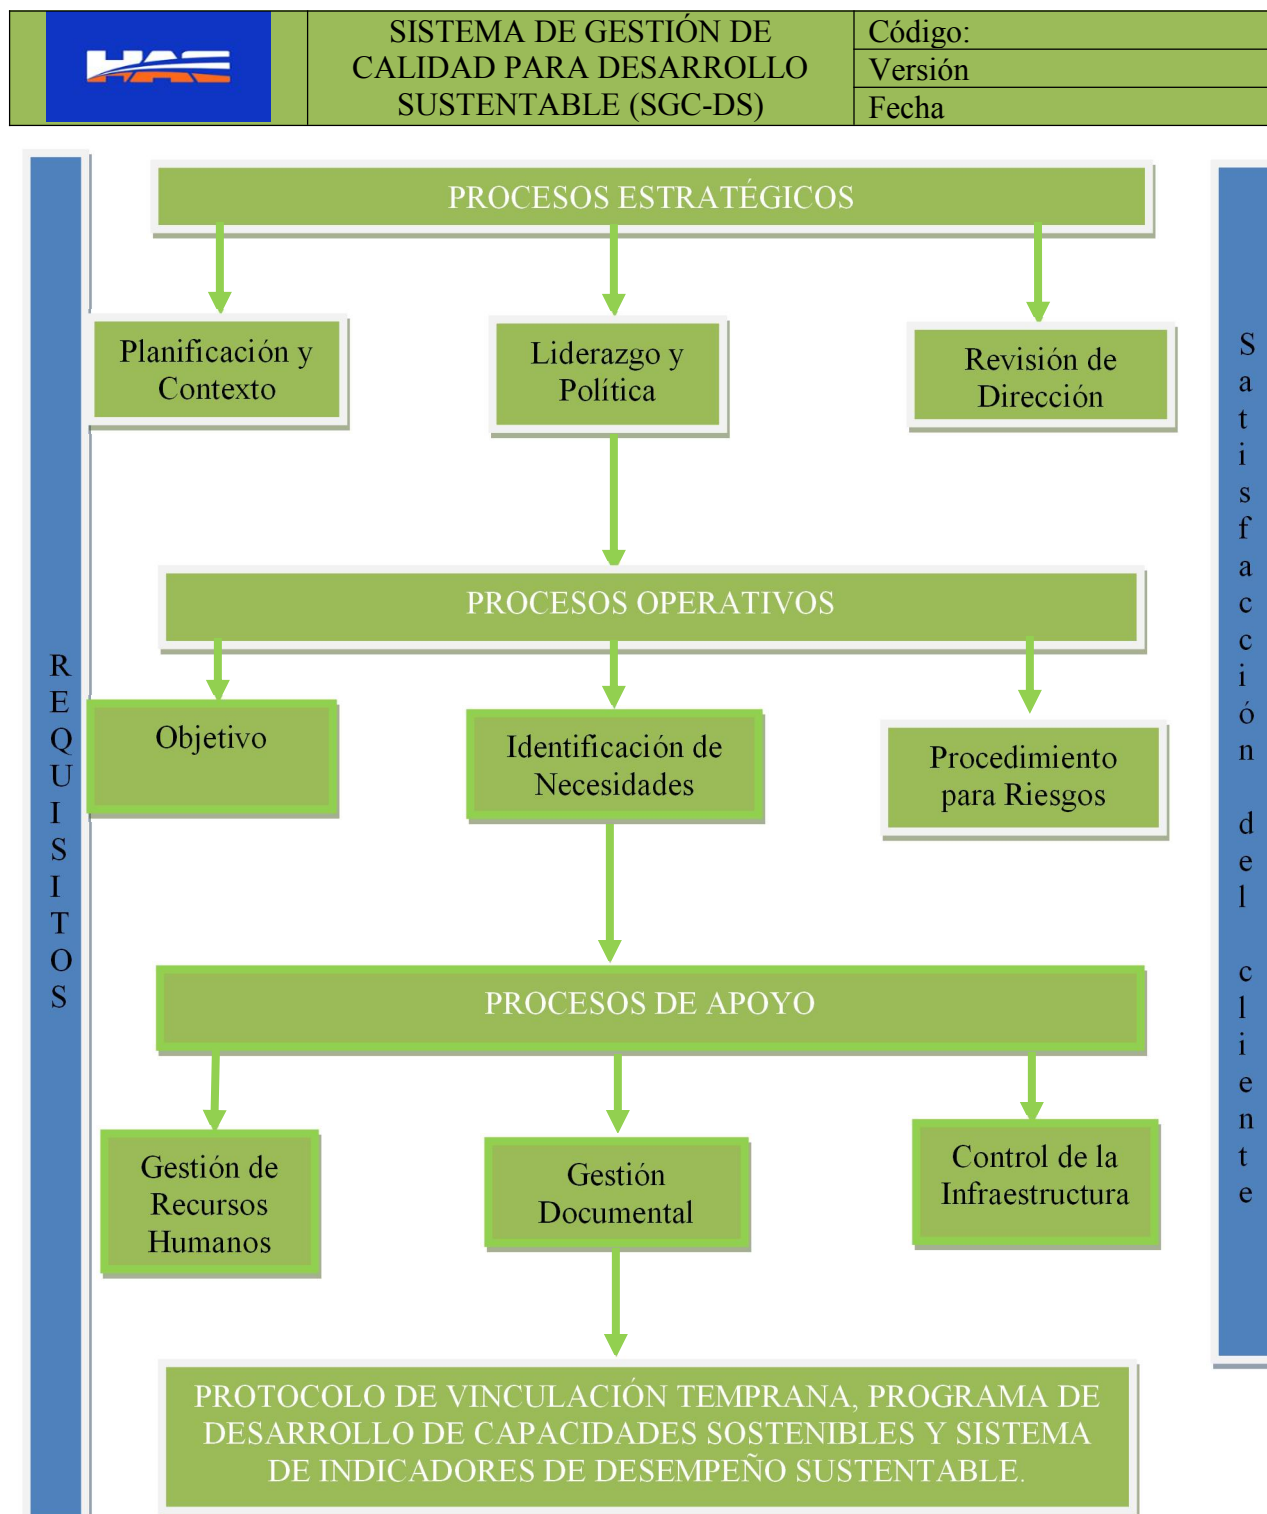 HAS
SISTEMA DE GESTIÓN DE
CALIDAD PARA DESARROLLO
SUSTENTABLE (SGC-DS)
Código:
Versión
Fecha
PROCESOS ESTRATÉGICOS
Planificación y
Contexto
Liderazgo y
Política
Revisión de
Dirección
PROCESOS OPERATIVOS
Objetivo
Identificación de
Necesidades
Procedimiento
para Riesgos
PROCESOS DE APOYO
Gestión de
Recursos
Humanos
Gestión
Documental
Control de la
Infraestructura
PROTOCOLO DE VINCULACIÓN TEMPRANA, PROGRAMA DE
DESARROLLO DE CAPACIDADES SOSTENIBLES Y SISTEMA
DE INDICADORES DE DESEMPEÑO SUSTENTABLE.
REQUISITOS
Satisfacción del cliente